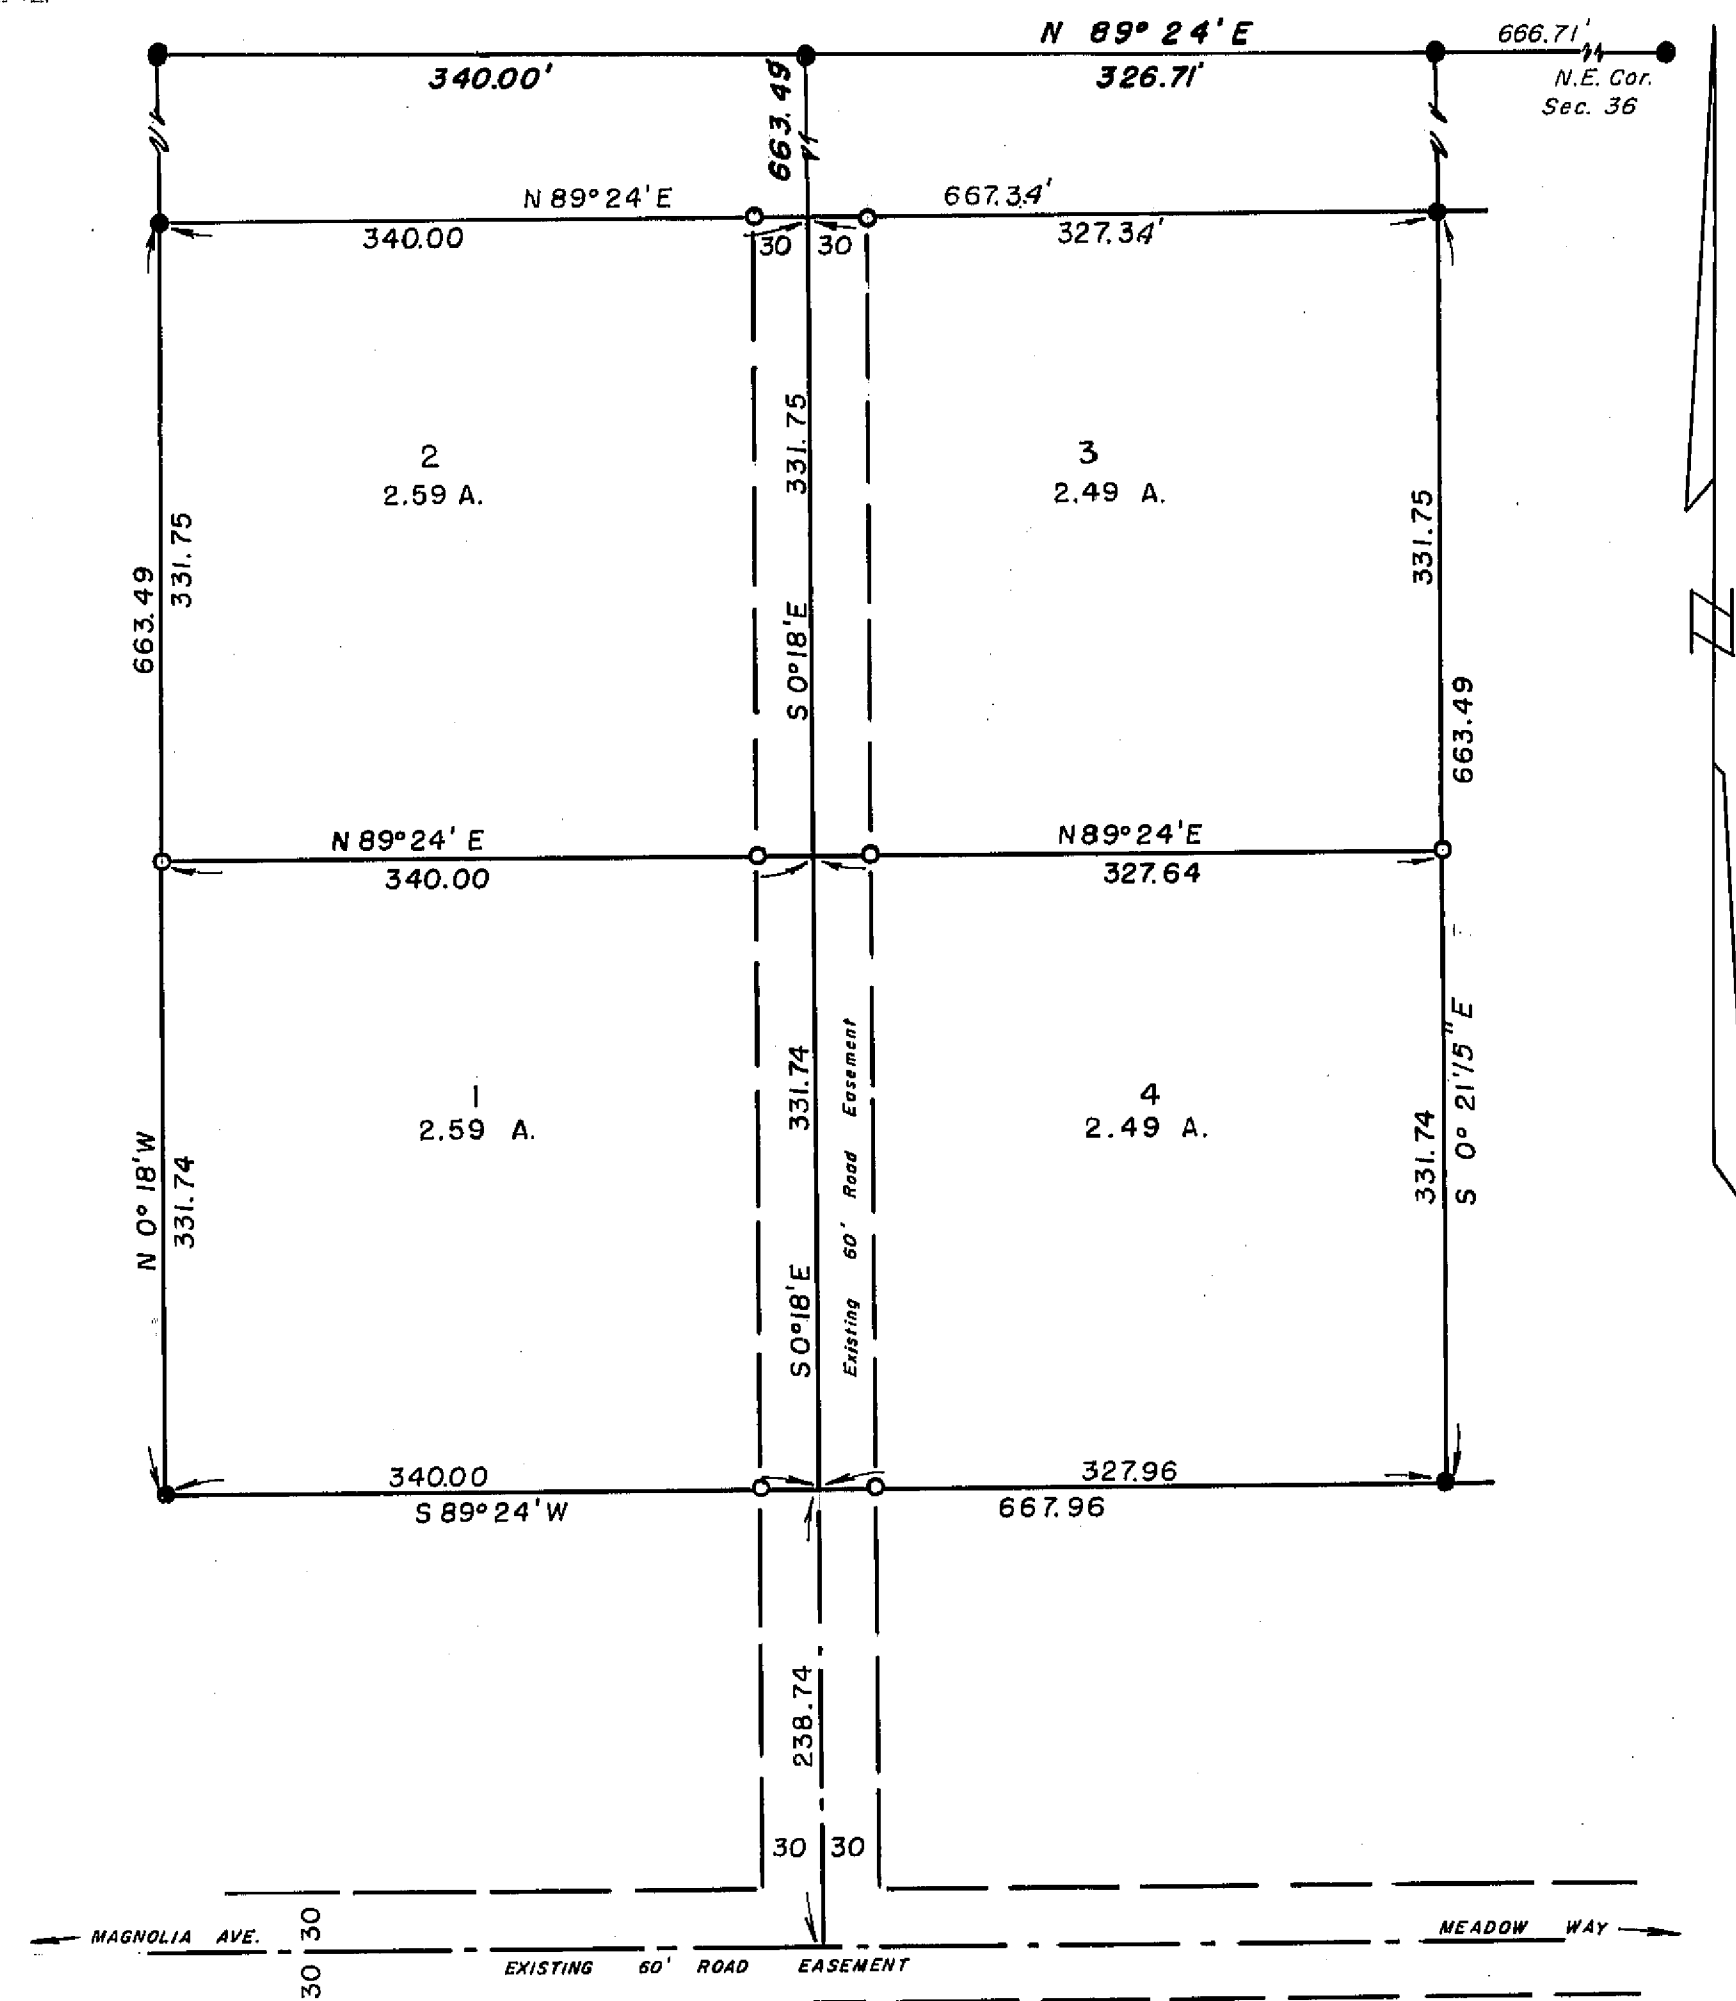 N 89° 24' E
666.71'
340.00'
326.71'
N.E. Cor.
Sec. 36
663.49
N 89° 24' E
667.34'
340.00
30
30
327.34'
2
2.59 A.
3
2.49 A.
331.75
331.75
331.75
663.49
S 0° 18' E
663.49
N 89° 24' E
340.00
N 89° 24' E
327.64
1
2.59 A.
4
2.49 A.
N 0° 18' W
331.74
331.74
S 0° 18' E
Existing 60' Road Easement
331.74
S 0° 21' 15" E
340.00
S 89° 24' W
327.96
667.96
238.74
30
30
MAGNOLIA AVE.
30
30
MEADOW WAY
EXISTING 60' ROAD EASEMENT
N